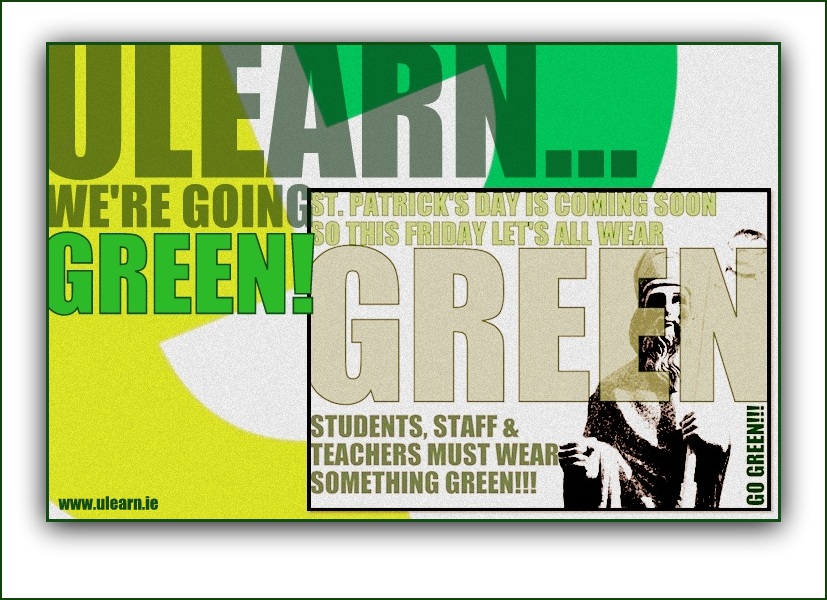 ULEARN...
WE'RE GOING
GREEN!
ST. PATRICK'S DAY IS COMING SOON
SO THIS FRIDAY LET'S ALL WEAR
GREEN
STUDENTS, STAFF &
TEACHERS MUST WEAR
SOMETHING GREEN!!!
GO GREEN!!!
www.ulearn.ie